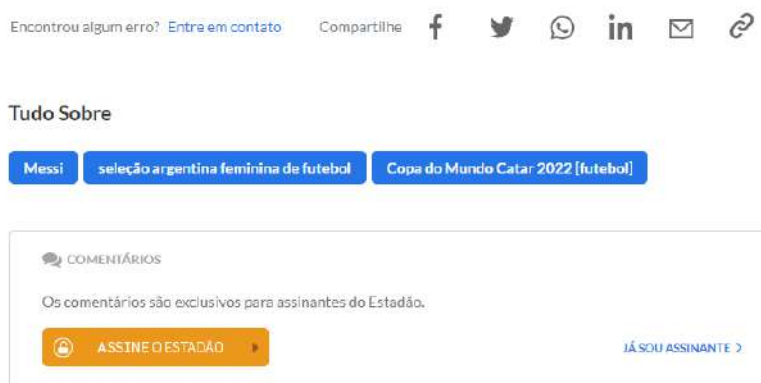 Encontrou algum erro? Entre em contato Compartilhe
Tudo Sobre
Messi seleção argentina feminina de futebol Copa do Mundo Catar 2022 [futebol]
COMENTÁRIOS
Os comentários são exclusivos para assinantes do Estadão.
ASSINE O ESTADÃO JÁ SOU ASSINANTE